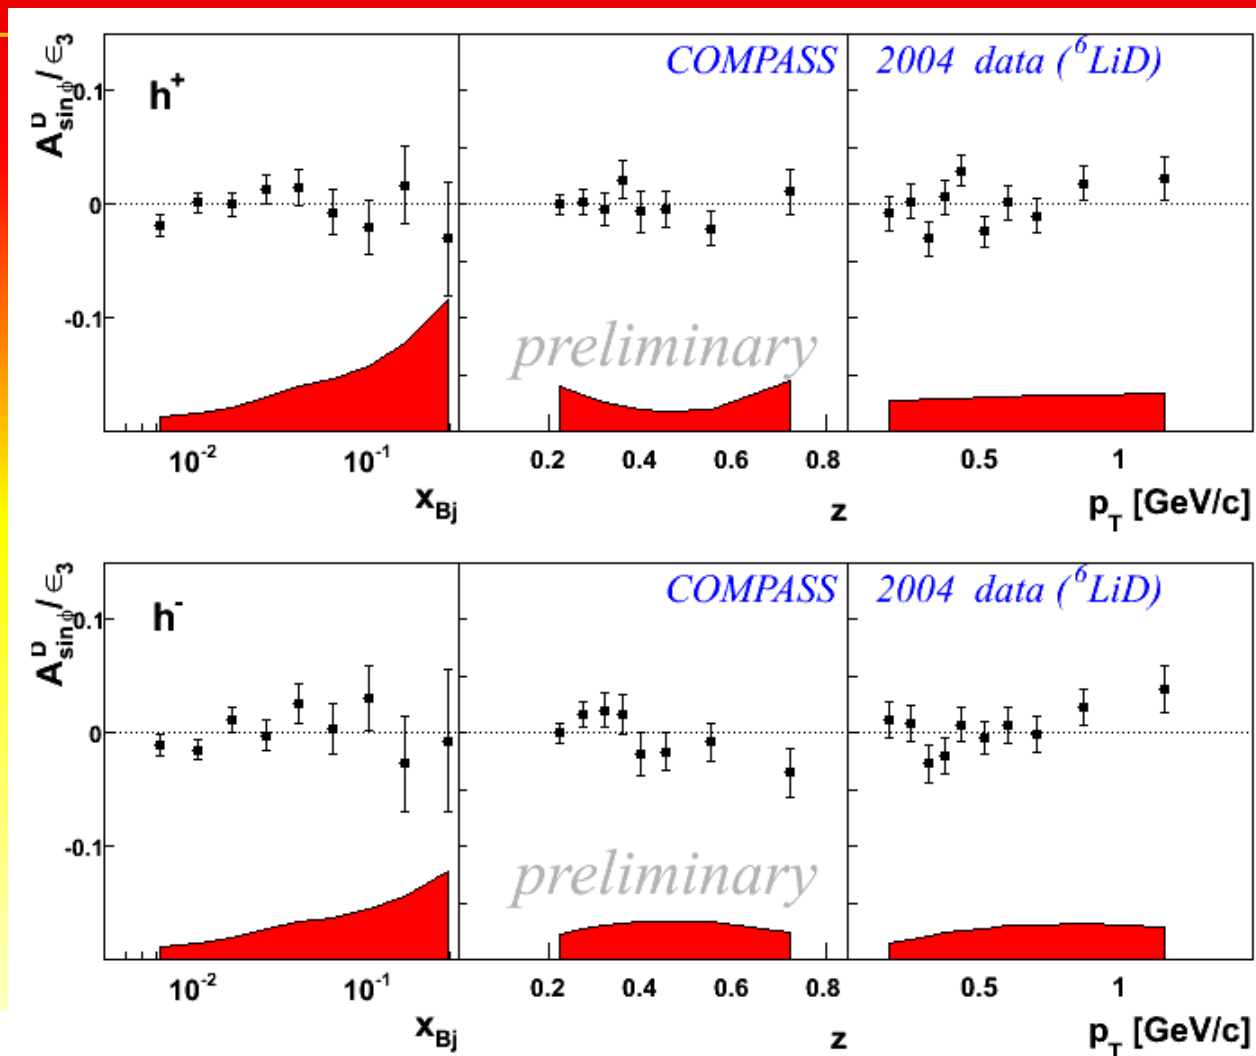 COMPASS 2004 data (⁶LiD)
A^D_sinϕ/ϵ₃
h⁺
0.1
0
-0.1
preliminary
10⁻² 10⁻¹ 0.2 0.4 0.6 0.8 0.5 1
x_Bj z p_T [GeV/c]
COMPASS 2004 data (⁶LiD)
A^D_sinϕ/ϵ₃
h⁻
0.1
0
-0.1
preliminary
10⁻² 10⁻¹ 0.2 0.4 0.6 0.8 0.5 1
x_Bj z p_T [GeV/c]